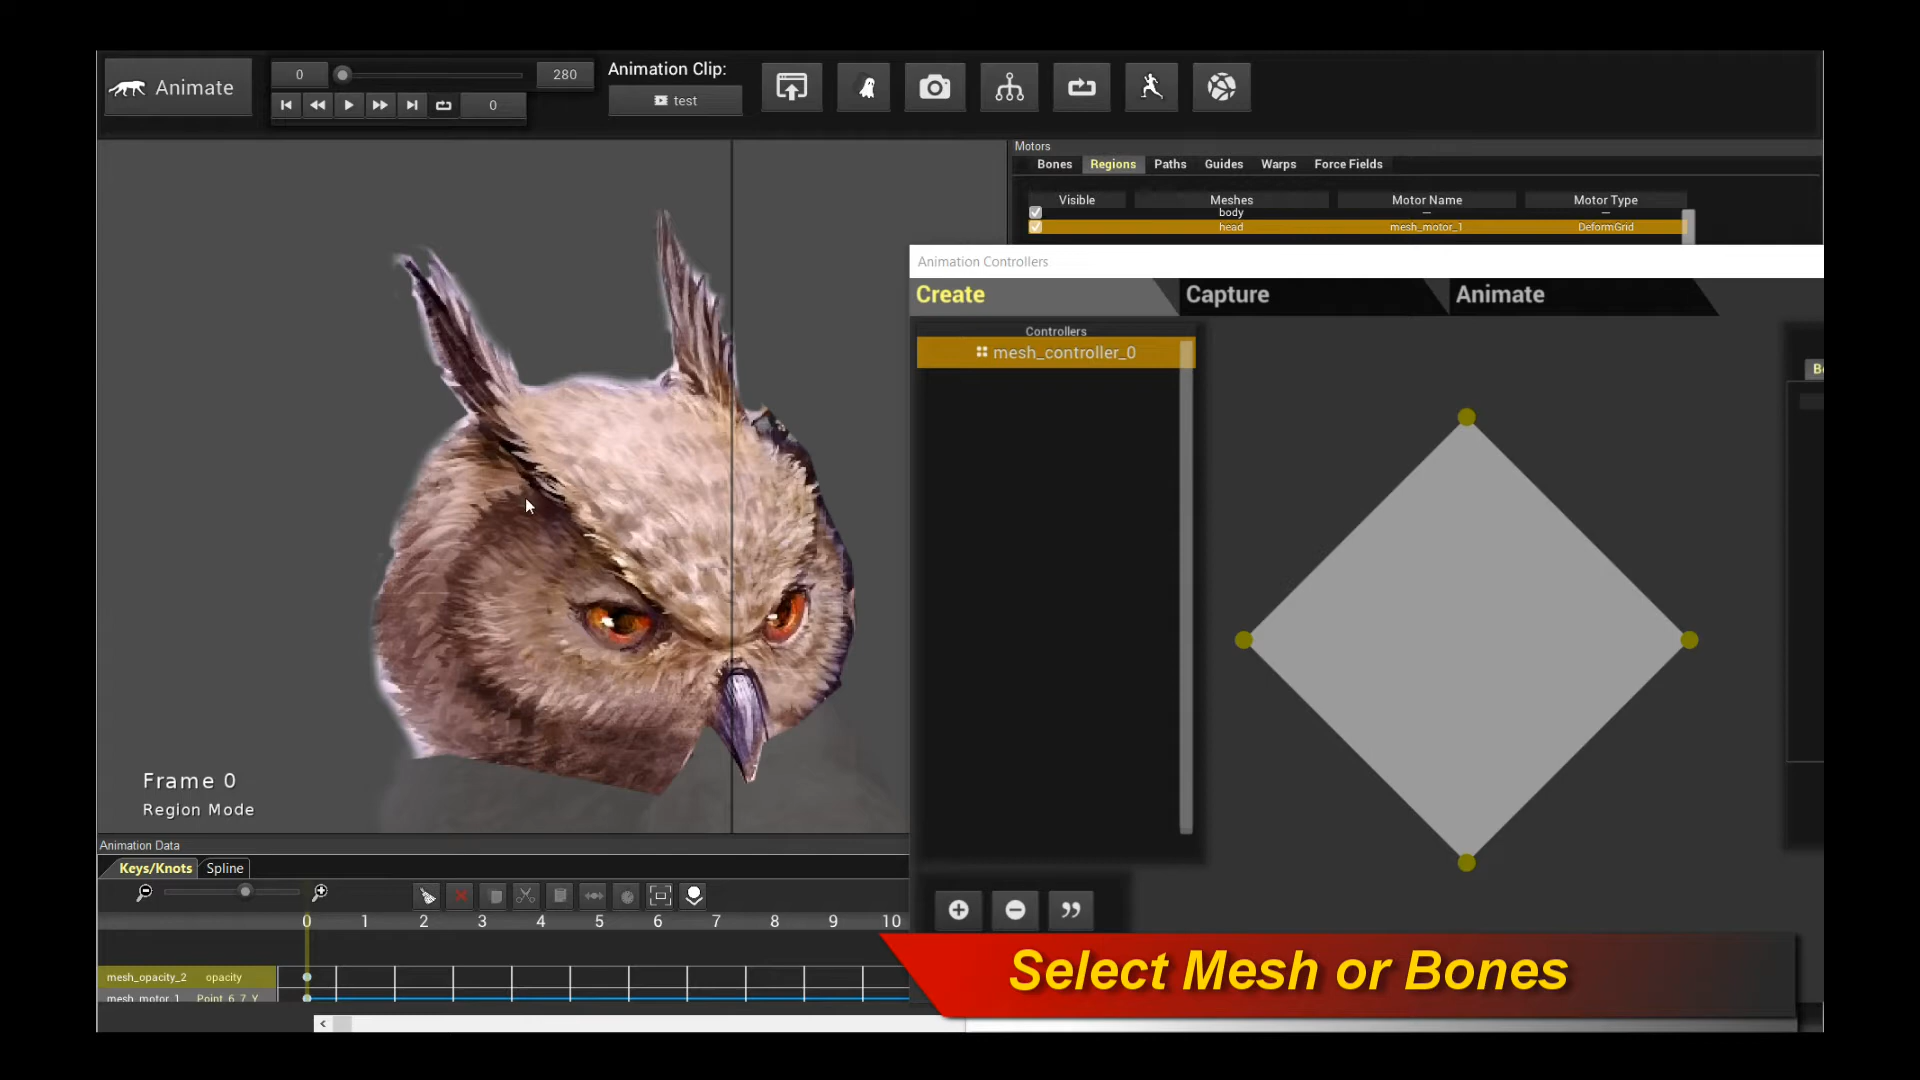 Animate
0
280
0
Animation Clip:
test
Motors
Bones Regions Paths Guides Warps Force Fields
Visible Meshes Motor Name Motor Type
body — —
head mesh_motor_1 DeformGrid
Animation Controllers
Create Capture Animate
Controllers
mesh_controller_0
Frame 0
Region Mode
Animation Data
Keys/Knots Spline
0 1 2 3 4 5 6 7 8 9 10
mesh_opacity_2 opacity
mesh_motor_1 Point_6_7_Y
Select Mesh or Bones